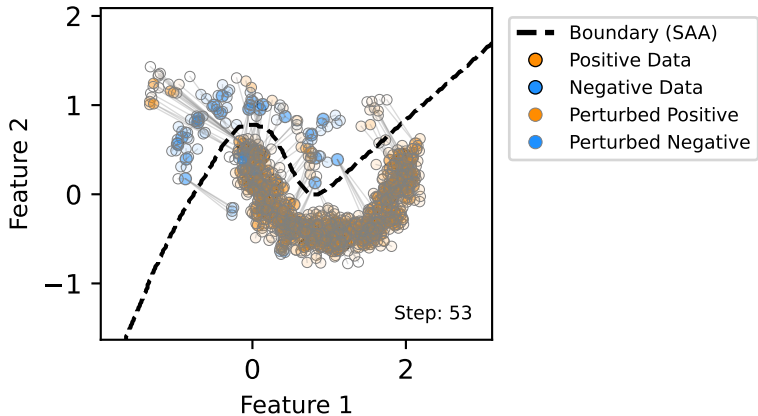 2
1
0
−1
Feature 2
0
2
Feature 1
Step: 53
Boundary (SAA)
Positive Data
Negative Data
Perturbed Positive
Perturbed Negative